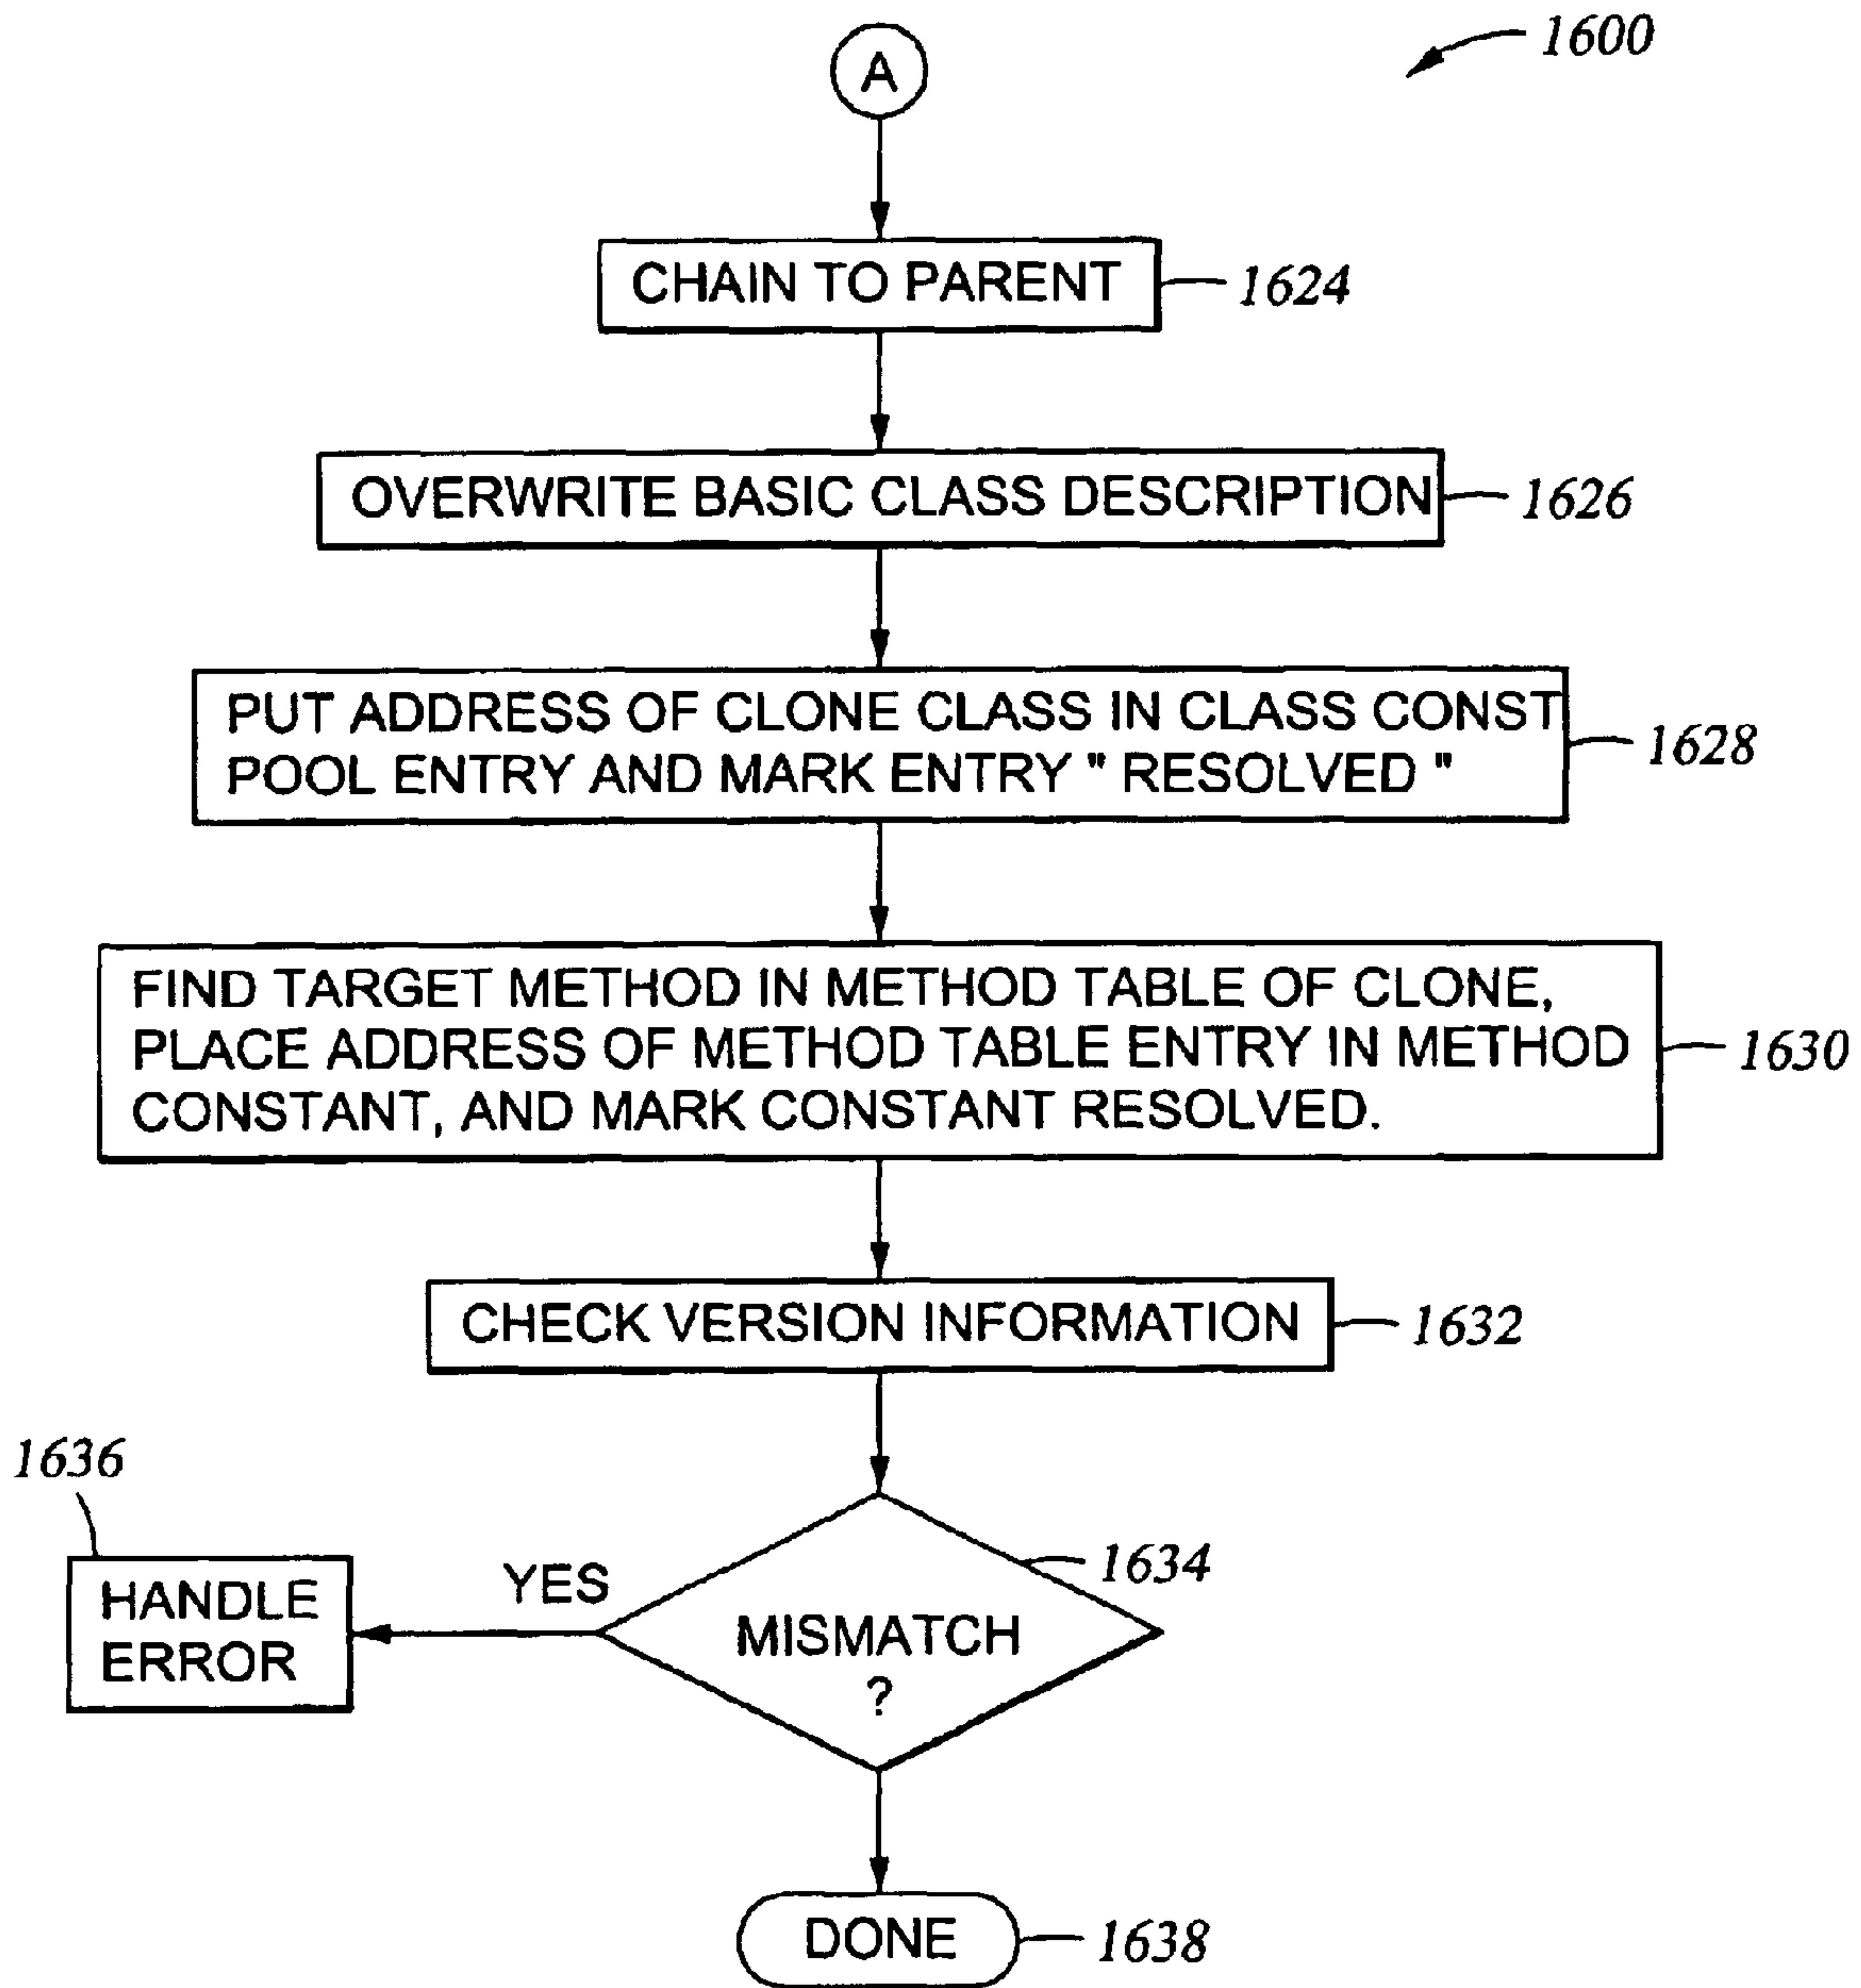 A
1600
CHAIN TO PARENT
1624
OVERWRITE BASIC CLASS DESCRIPTION
1626
PUT ADDRESS OF CLONE CLASS IN CLASS CONST
POOL ENTRY AND MARK ENTRY " RESOLVED "
1628
FIND TARGET METHOD IN METHOD TABLE OF CLONE,
PLACE ADDRESS OF METHOD TABLE ENTRY IN METHOD
CONSTANT, AND MARK CONSTANT RESOLVED.
1630
CHECK VERSION INFORMATION
1632
1636
HANDLE
ERROR
YES
1634
MISMATCH
?
DONE
1638